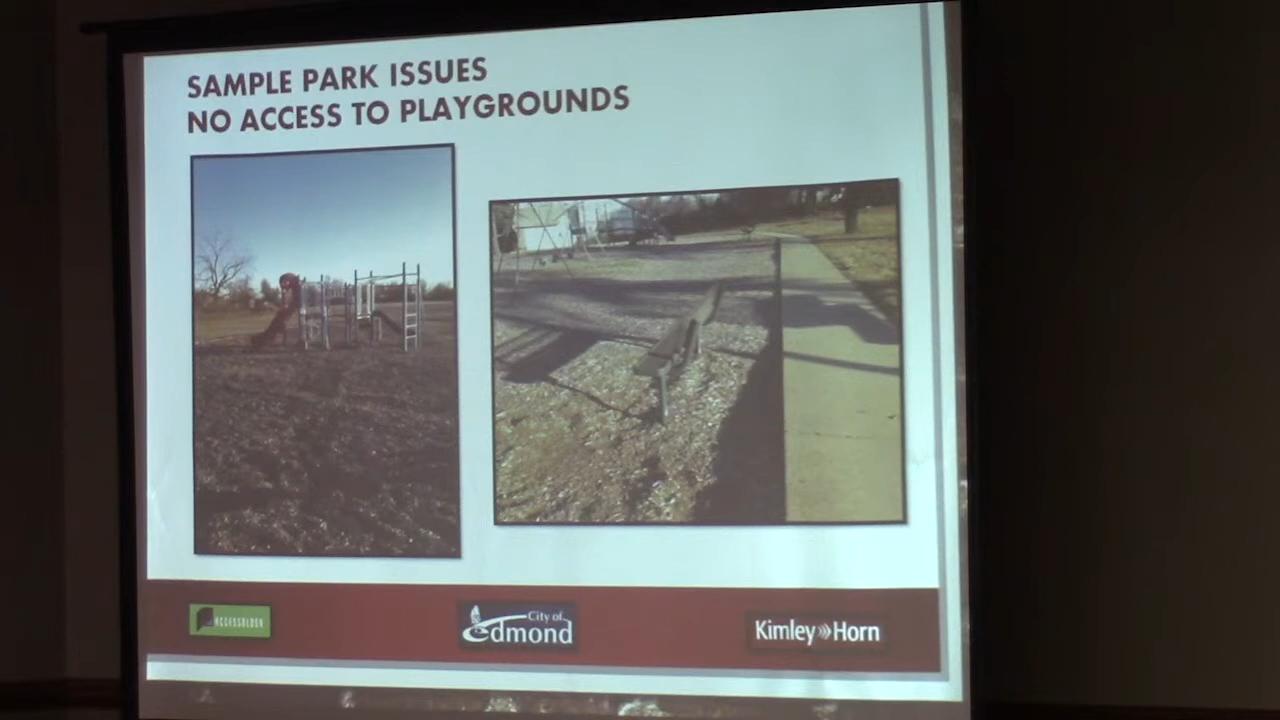 SAMPLE PARK ISSUES
NO ACCESS TO PLAYGROUNDS
City of
Edmond
Kimley Horn